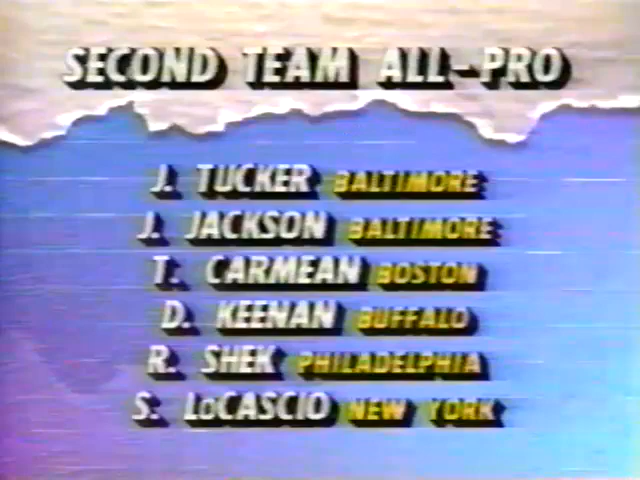 SECOND TEAM ALL-PRO
J. TUCKER BALTIMORE
J. JACKSON BALTIMORE
T. CARMEAN BOSTON
D. KEENAN BUFFALO
R. SHEK PHILADELPHIA
S. LoCASCIO NEW YORK